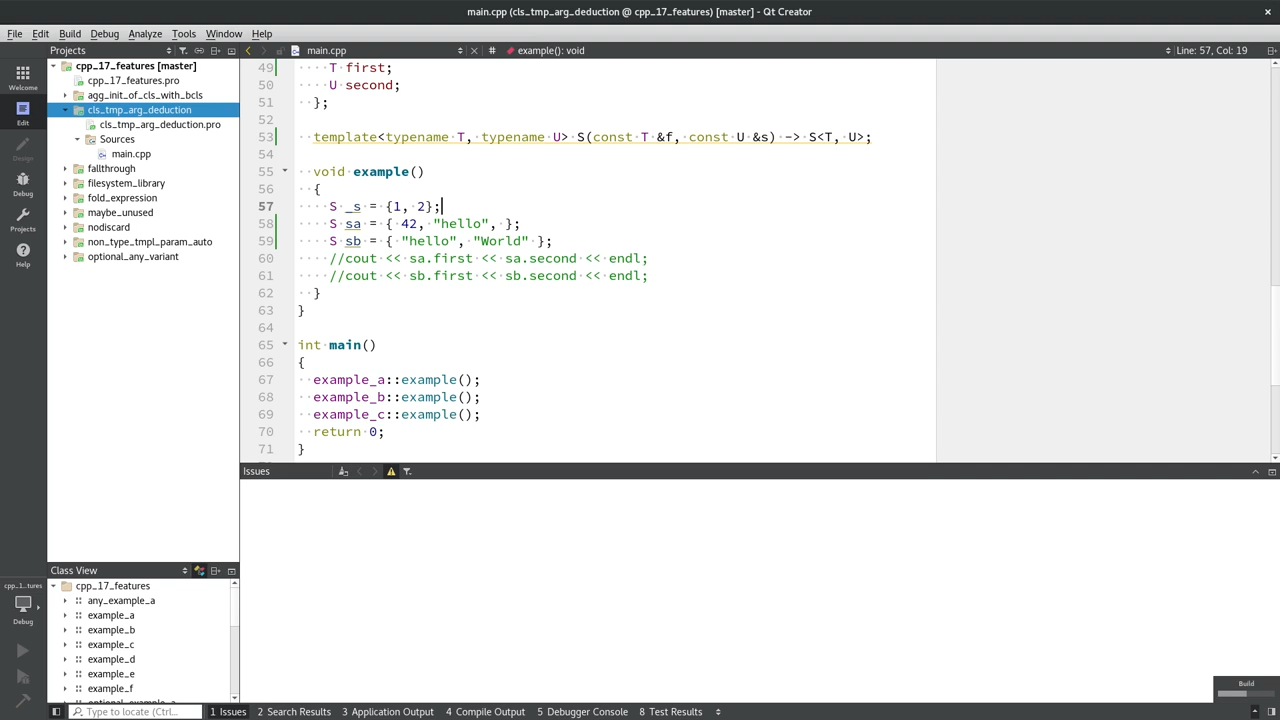 main.cpp (cls_tmp_arg_deduction @ cpp_17_features) [master] - Qt Creator
File Edit Build Debug Analyze Tools Window Help
Projects
main.cpp
# example(): void
Line: 57, Col: 19
Welcome
Edit
Design
Debug
Projects
Help
cpp_1...tures
Debug
cpp_17_features [master]
cpp_17_features.pro
agg_init_of_cls_with_bcls
cls_tmp_arg_deduction
cls_tmp_arg_deduction.pro
Sources
main.cpp
fallthrough
filesystem_library
fold_expression
maybe_unused
nodiscard
non_type_tmpl_param_auto
optional_any_variant
Class View
cpp_17_features
any_example_a
example_a
example_b
example_c
example_d
example_e
example_f
49 T first;
50 U second;
51 };
52
53 template<typename T, typename U> S(const T &f, const U &s) -> S<T, U>;
54
55 void example()
56 {
57 S _s = {1, 2};
58 S sa = { 42, "hello", };
59 S sb = { "hello", "World" };
60 //cout << sa.first << sa.second << endl;
61 //cout << sb.first << sb.second << endl;
62 }
63 }
64
65 int main()
66 {
67 example_a::example();
68 example_b::example();
69 example_c::example();
70 return 0;
71 }
Issues
Build
Type to locate (Ctrl...
1 Issues 2 Search Results 3 Application Output 4 Compile Output 5 Debugger Console 8 Test Results